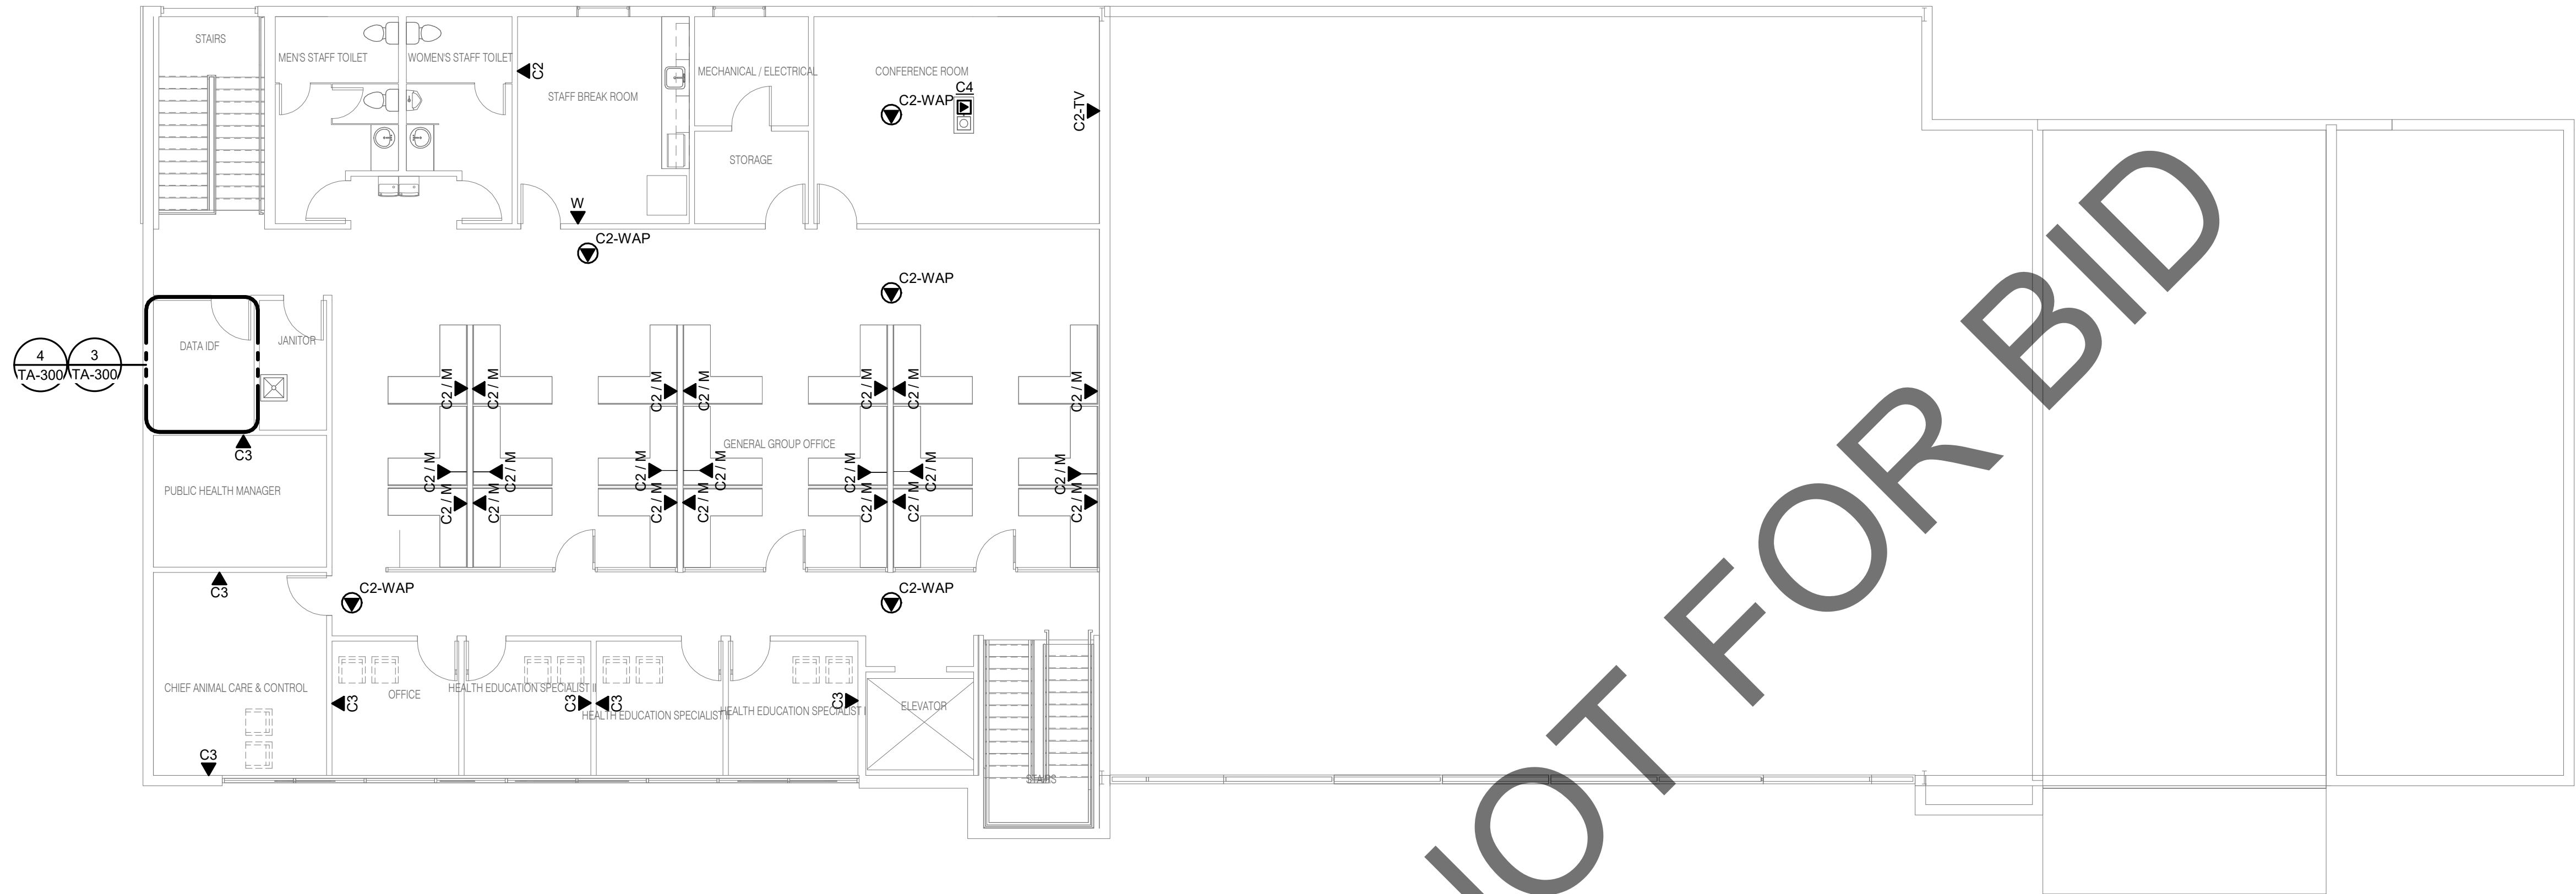 STAIRS
MEN'S STAFF TOILET
WOMEN'S STAFF TOILET
C2
STAFF BREAK ROOM
MECHANICAL / ELECTRICAL
CONFERENCE ROOM
C4
C2-WAP
C2-TV
STORAGE
W
C2-WAP
C2-WAP
4
TA-300
3
TA-300
DATA IDF
JANITOR
C2 / M
C2 / M
C2 / M
C2 / M
C2 / M
C2 / M
C2 / M
GENERAL GROUP OFFICE
C3
C2 / M
C2 / M
C2 / M
C2 / M
C2 / M
C2 / M
C2 / M
PUBLIC HEALTH MANAGER
C2 / M
C2 / M
C2 / M
C2 / M
C2 / M
C2 / M
C2 / M
C3
C2-WAP
C2-WAP
CHIEF ANIMAL CARE & CONTROL
C3
OFFICE
HEALTH EDUCATION SPECIALIST II
C3
C3
HEALTH EDUCATION SPECIALIST II
HEALTH EDUCATION SPECIALIST I
C3
ELEVATOR
C3
STAIRS
NOT FOR BID